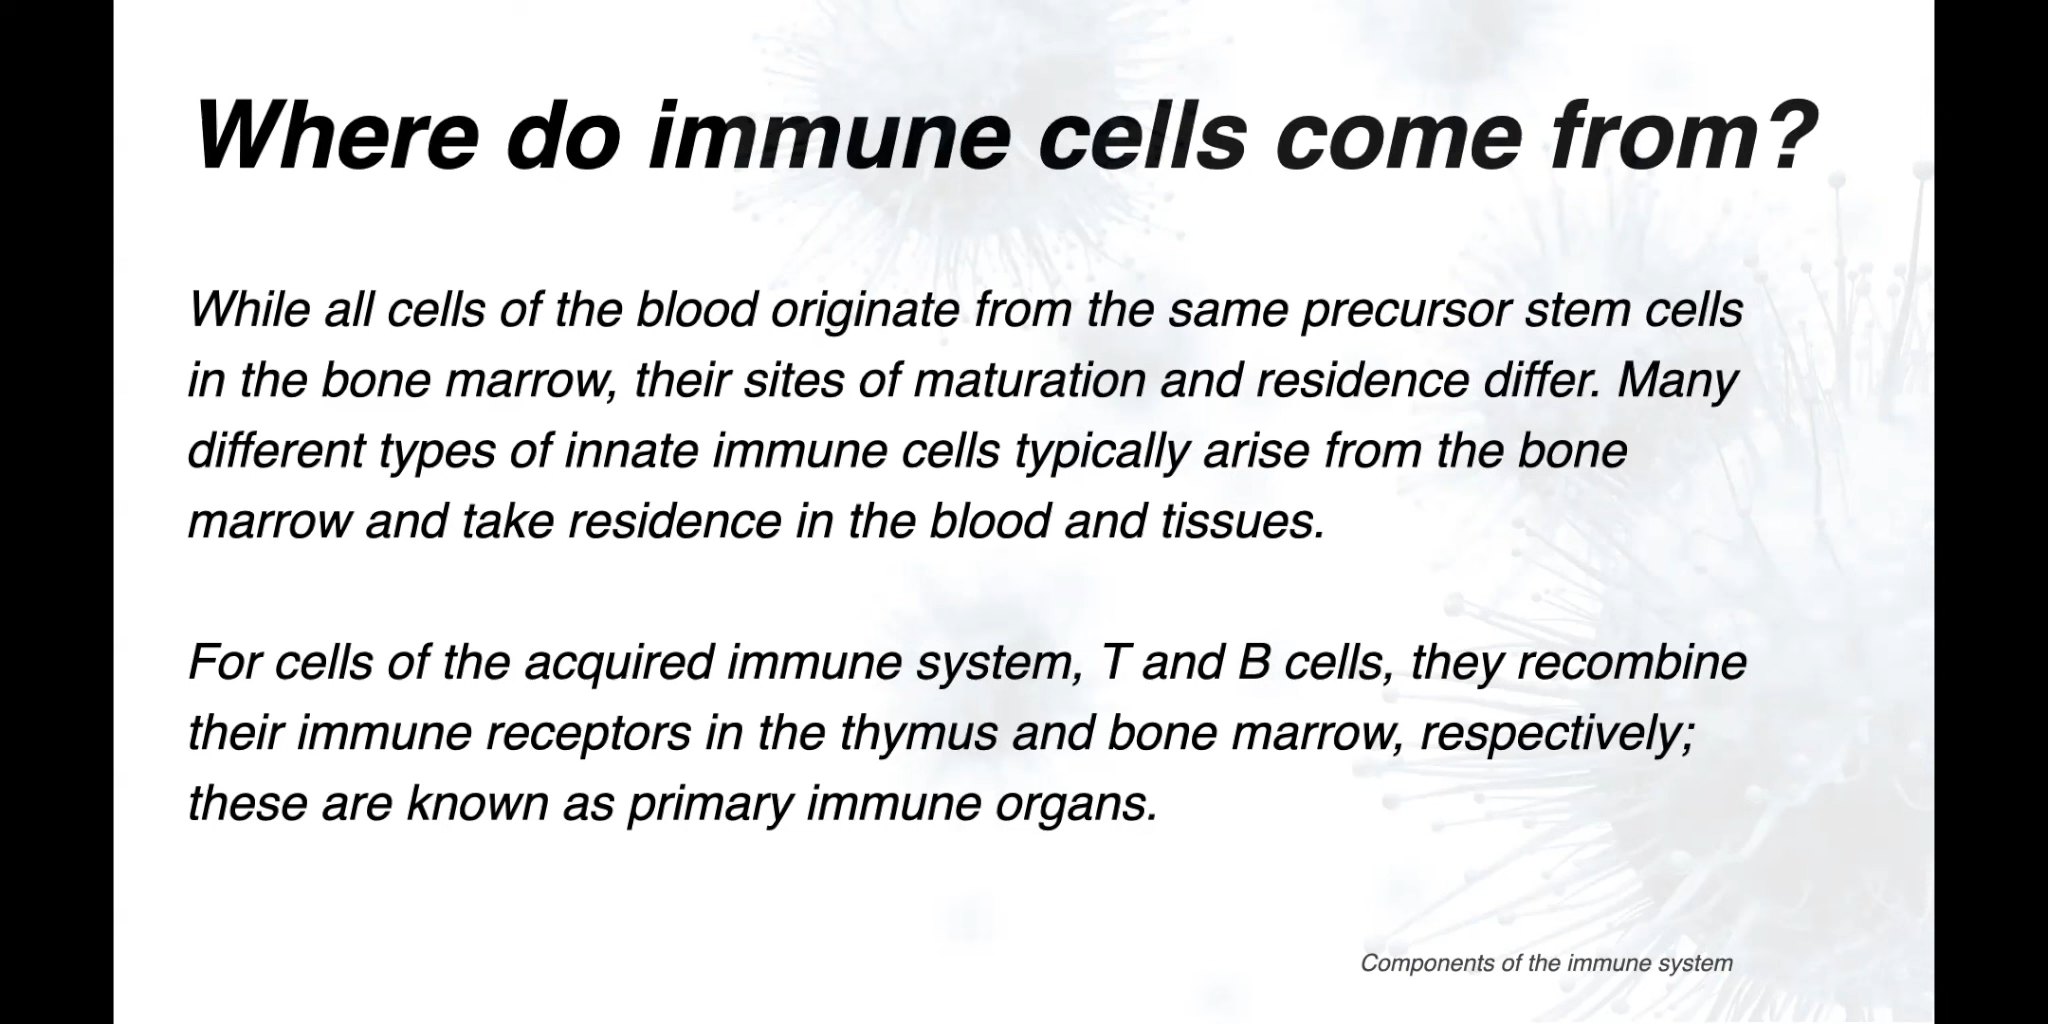 Where do immune cells come from?
While all cells of the blood originate from the same precursor stem cells
in the bone marrow, their sites of maturation and residence differ. Many
different types of innate immune cells typically arise from the bone
marrow and take residence in the blood and tissues.
For cells of the acquired immune system, T and B cells, they recombine
their immune receptors in the thymus and bone marrow, respectively;
these are known as primary immune organs.
Components of the immune system